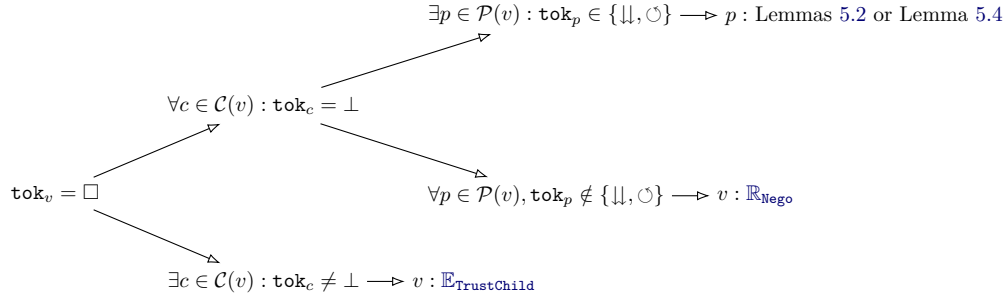 ∃p ∈ 𝒫(v) : tok_p ∈ {⇊, ↺} → p : Lemmas 5.2 or Lemma 5.4
∀c ∈ 𝒞(v) : tok_c = ⊥
tok_v = □
∀p ∈ 𝒫(v), tok_p ∉ {⇊, ↺} → v : ℝ_Nego
∃c ∈ 𝒞(v) : tok_c ≠ ⊥ → v : 𝔼_TrustChild